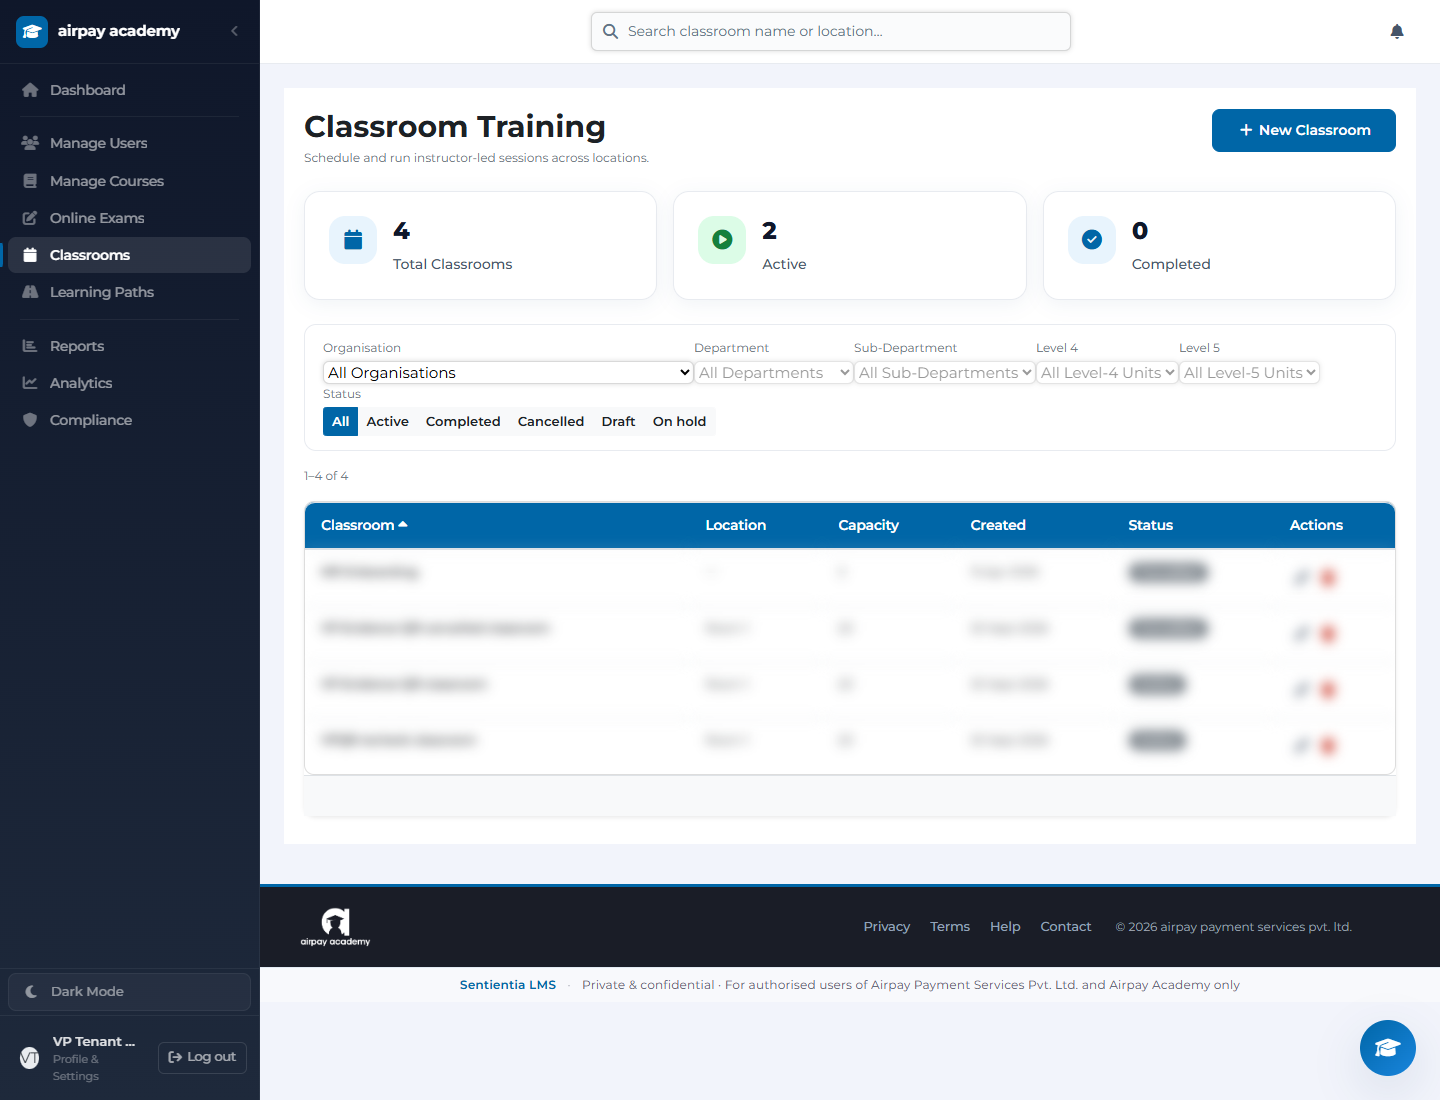 airpay academy
Search classroom name or location...
Dashboard
Manage Users
Manage Courses
Online Exams
Classrooms
Learning Paths
Reports
Analytics
Compliance
Dark Mode
VT
VP Tenant ...
Profile & Settings
Log out
Classroom Training
Schedule and run instructor-led sessions across locations.
New Classroom
4
Total Classrooms
2
Active
0
Completed
Organisation
Department
Sub-Department
Level 4
Level 5
All Organisations
All Departments
All Sub-Departments
All Level-4 Units
All Level-5 Units
Status
All
Active
Completed
Cancelled
Draft
On hold
1–4 of 4
Classroom
Location
Capacity
Created
Status
Actions
airpay academy
Privacy
Terms
Help
Contact
© 2026 airpay payment services pvt. ltd.
Sentientia LMS · Private & confidential · For authorised users of Airpay Payment Services Pvt. Ltd. and Airpay Academy only